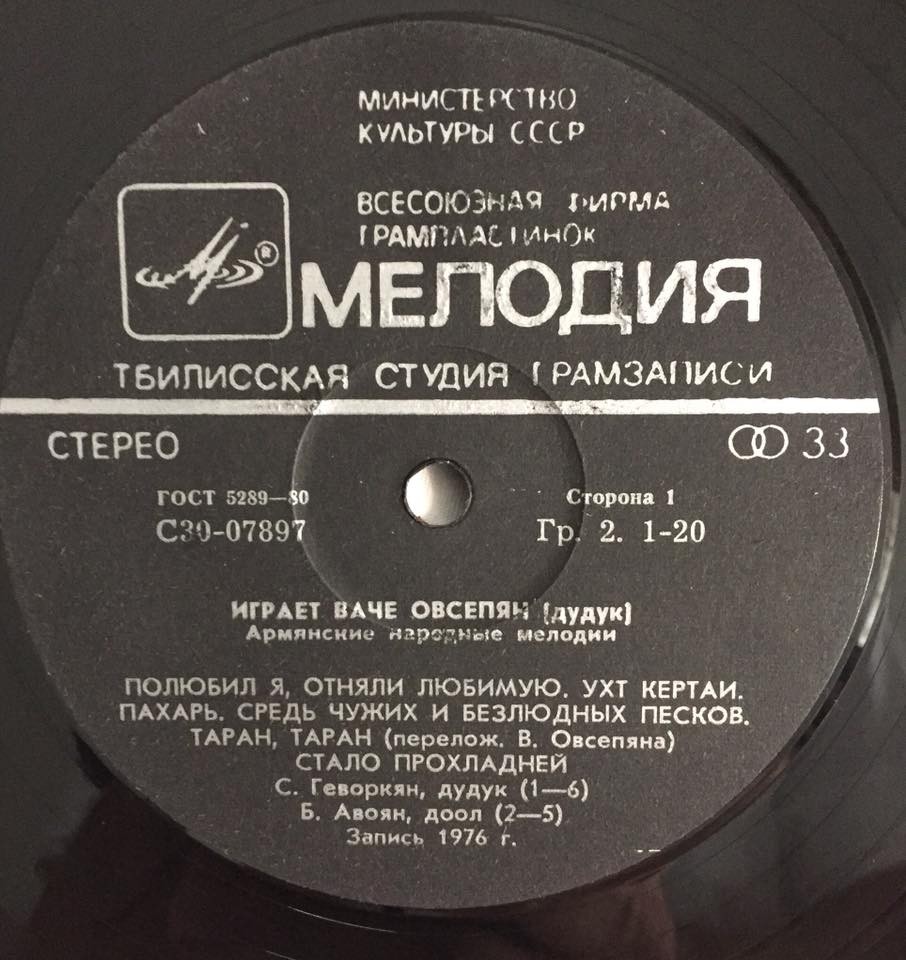 МИНИСТЕРСТВО
КУЛЬТУРЫ СССР
ВСЕСОЮЗНАЯ ФИРМА
ГРАМПЛАСТИНОК
®
МЕЛОДИЯ
ТБИЛИССКАЯ СТУДИЯ ГРАМЗАПИСИ
СТЕРЕО 33
ГОСТ 5289—80 Сторона 1
С30-07897 Гр. 2. 1-20
ИГРАЕТ ВАЧЕ ОВСЕПЯН (дудук)
Армянские народные мелодии
ПОЛЮБИЛ Я, ОТНЯЛИ ЛЮБИМУЮ. УХТ КЕРТАИ.
ПАХАРЬ. СРЕДЬ ЧУЖИХ И БЕЗЛЮДНЫХ ПЕСКОВ.
ТАРАН, ТАРАН (перелож. В. Овсепяна)
СТАЛО ПРОХЛАДНЕЙ
С. Геворкян, дудук (1—6)
Б. Авоян, доол (2—5)
Запись 1976 г.